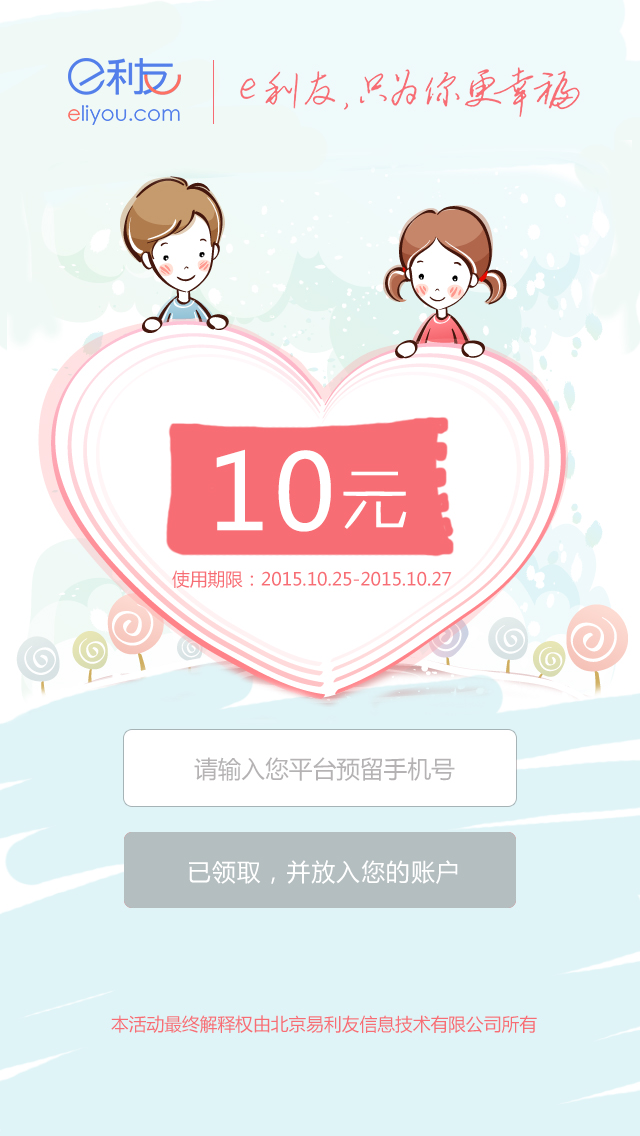 e利友
eliyou.com
e利友,只为你更幸福
10元
使用期限：2015.10.25-2015.10.27
请输入您平台预留手机号
已领取，并放入您的账户
本活动最终解释权由北京易利友信息技术有限公司所有